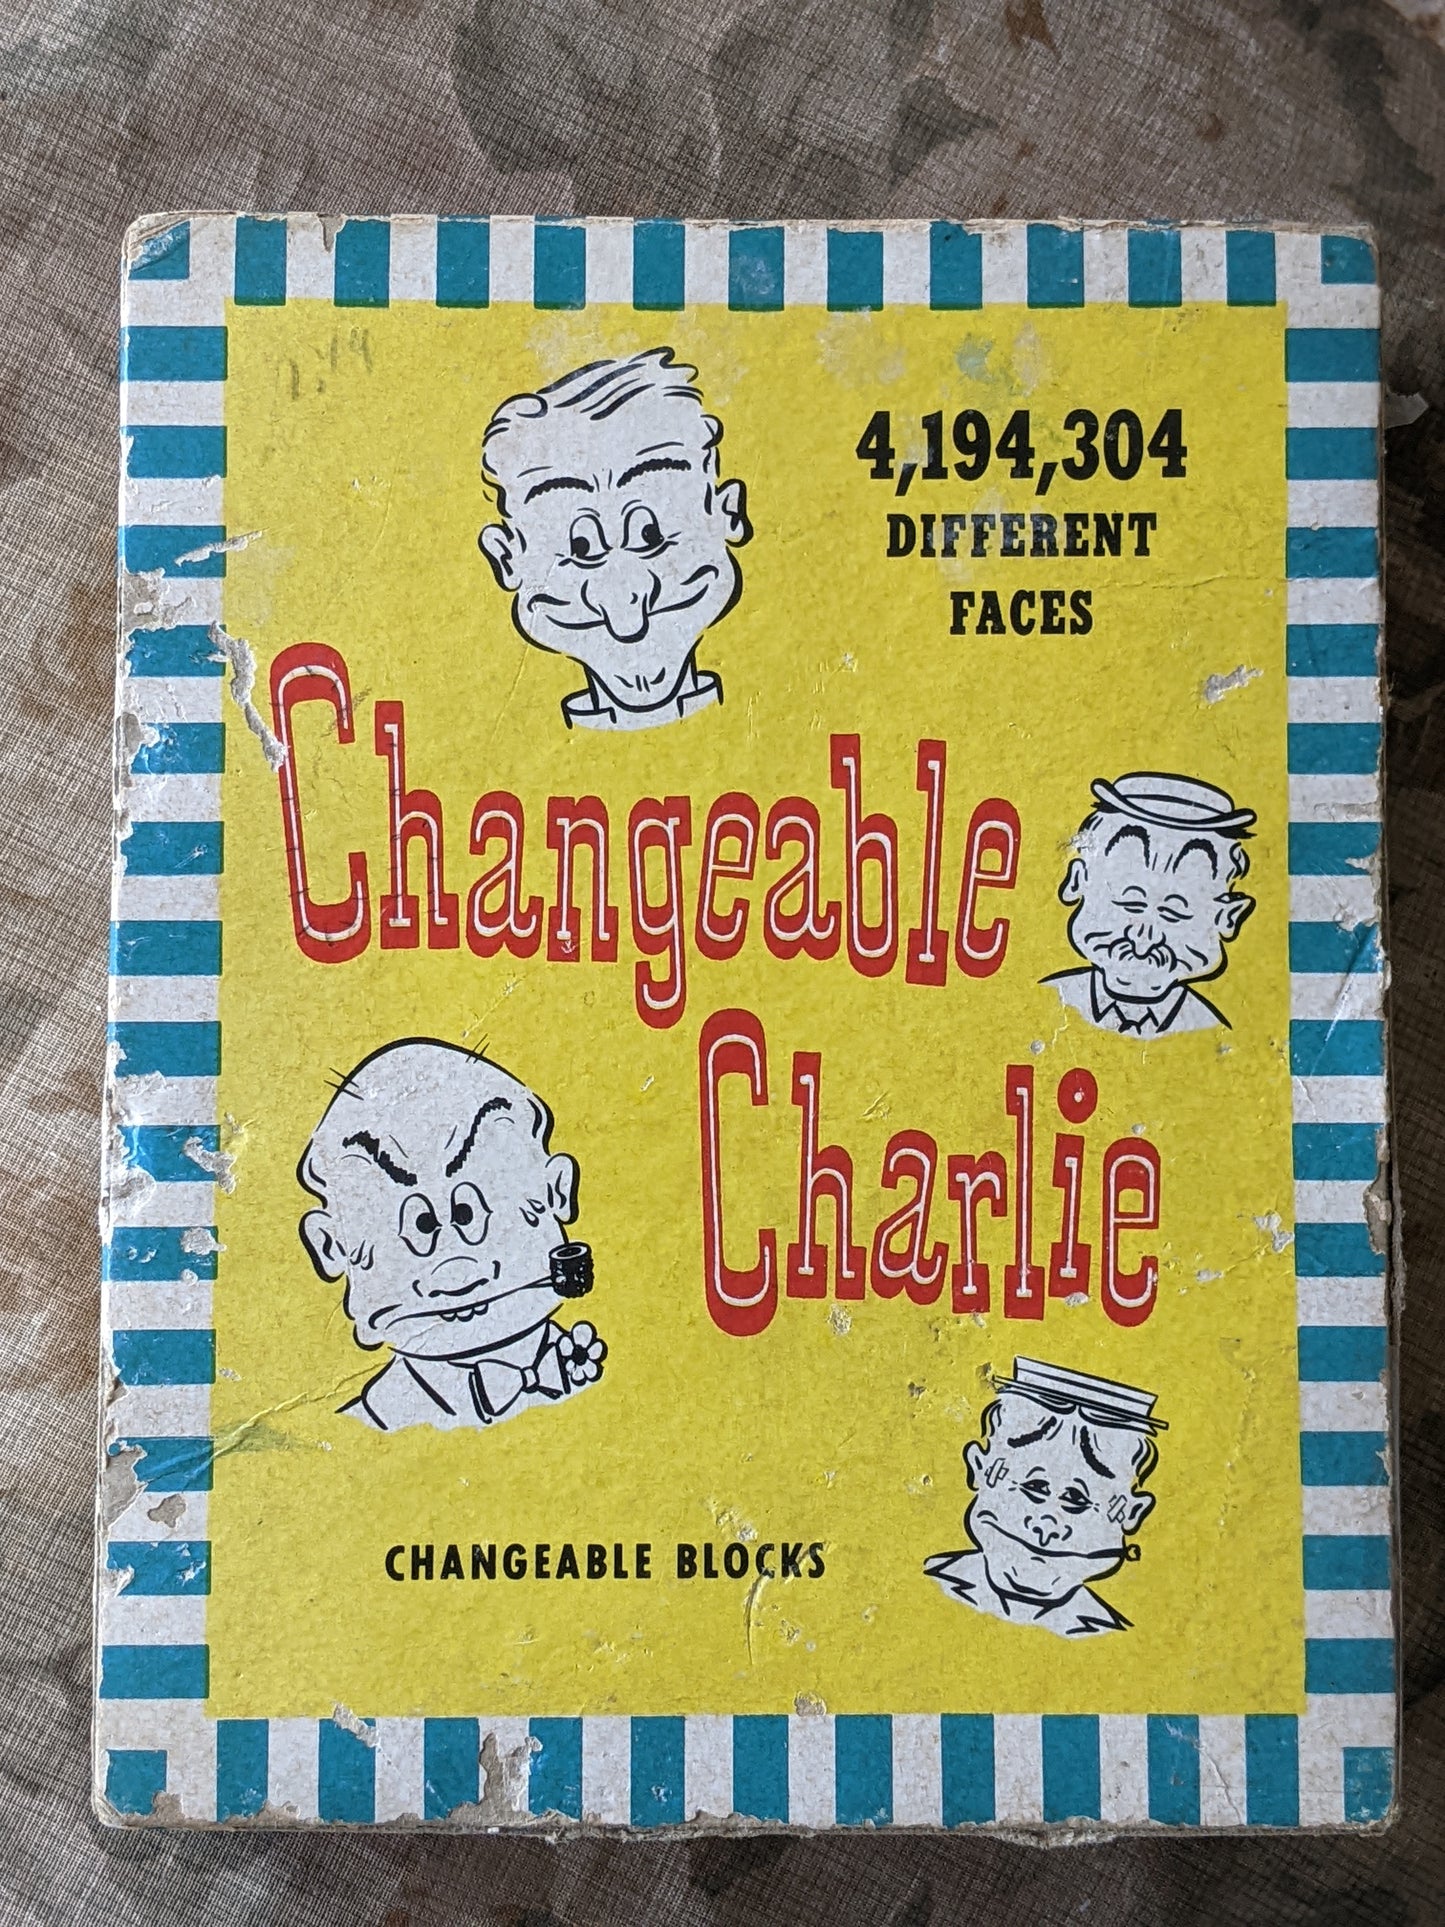 4,194,304
DIFFERENT
FACES
Changeable
Charlie
CHANGEABLE BLOCKS